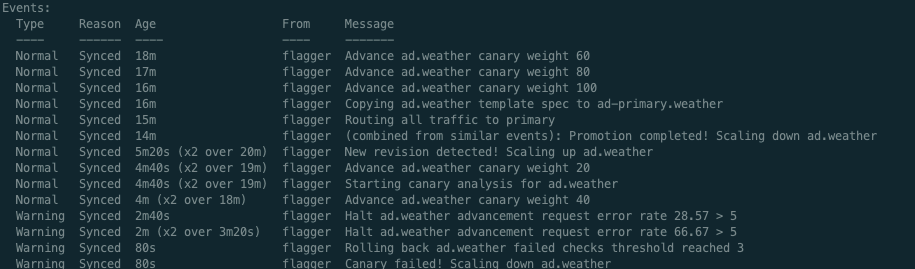 Events:
Type Reason Age From Message
---- ------ ---- ---- -------
Normal Synced 18m flagger Advance ad.weather canary weight 60
Normal Synced 17m flagger Advance ad.weather canary weight 80
Normal Synced 16m flagger Advance ad.weather canary weight 100
Normal Synced 16m flagger Copying ad.weather template spec to ad-primary.weather
Normal Synced 15m flagger Routing all traffic to primary
Normal Synced 14m flagger (combined from similar events): Promotion completed! Scaling down ad.weather
Normal Synced 5m20s (x2 over 20m) flagger New revision detected! Scaling up ad.weather
Normal Synced 4m40s (x2 over 19m) flagger Advance ad.weather canary weight 20
Normal Synced 4m40s (x2 over 19m) flagger Starting canary analysis for ad.weather
Normal Synced 4m (x2 over 18m) flagger Advance ad.weather canary weight 40
Warning Synced 2m40s flagger Halt ad.weather advancement request error rate 28.57 > 5
Warning Synced 2m (x2 over 3m20s) flagger Halt ad.weather advancement request error rate 66.67 > 5
Warning Synced 80s flagger Rolling back ad.weather failed checks threshold reached 3
Warning Synced 80s flagger Canary failed! Scaling down ad.weather